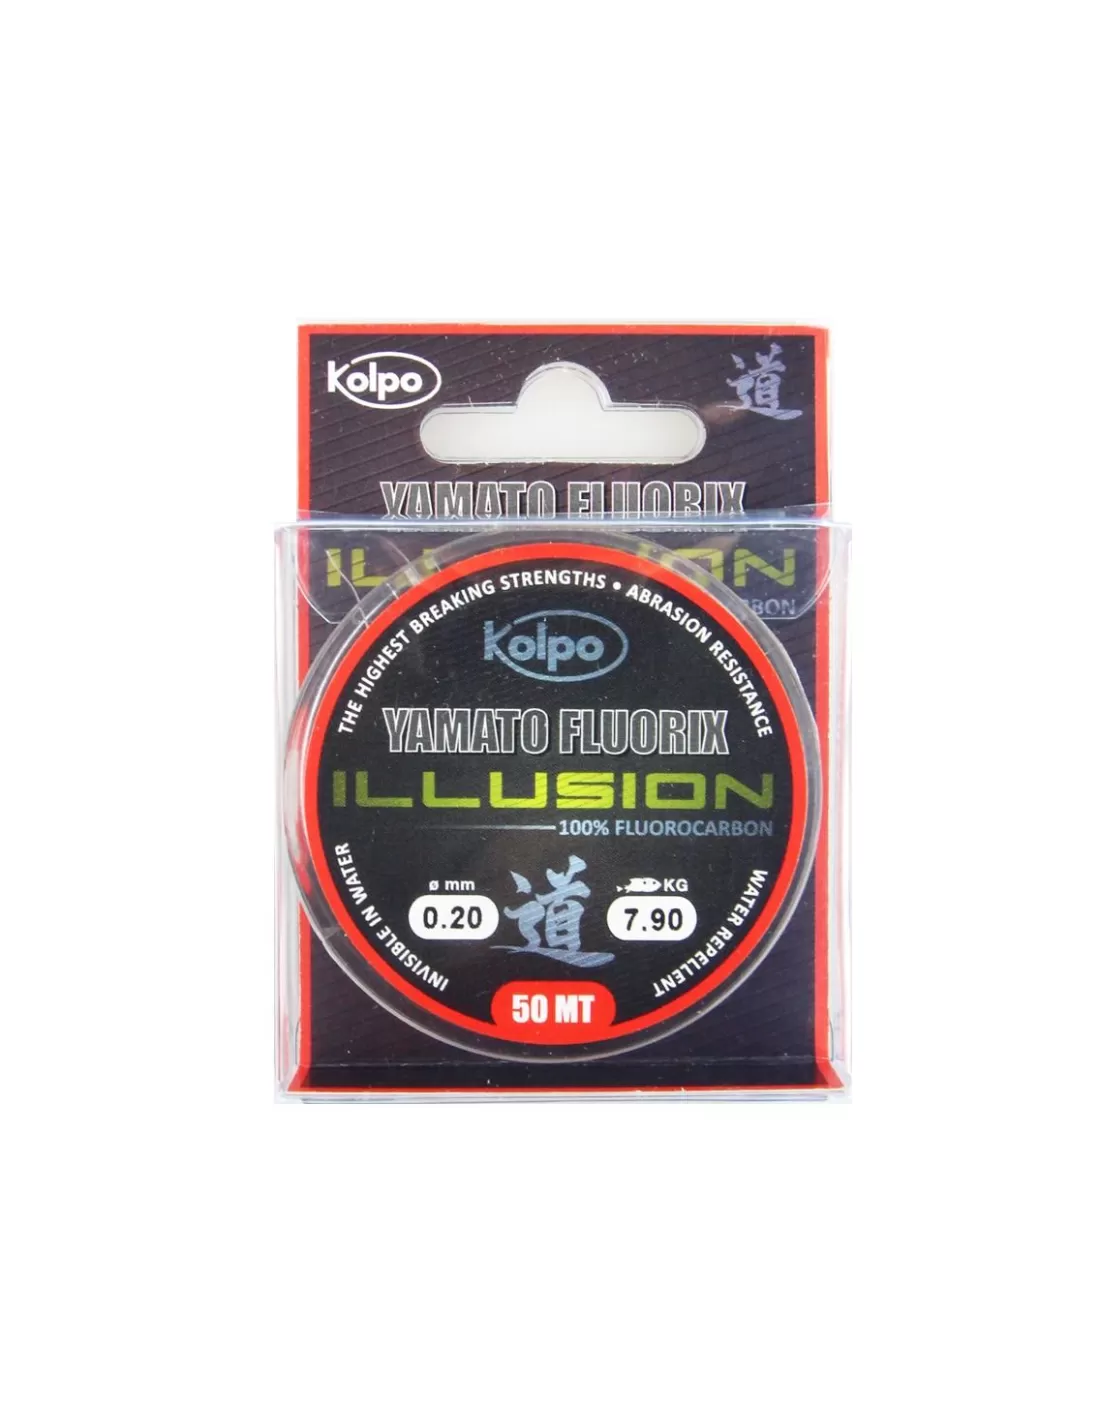 Kolpo
道
YAMATO FLUORIX
ILLUSION
THE HIGHEST BREAKING STRENGTHS • ABRASION RESISTANCE
Kolpo
YAMATO FLUORIX
ILLUSION
100% FLUOROCARBON
ø mm
KG
0.20
道
7.90
INVISIBLE IN WATER
WATER REPELLENT
50 MT